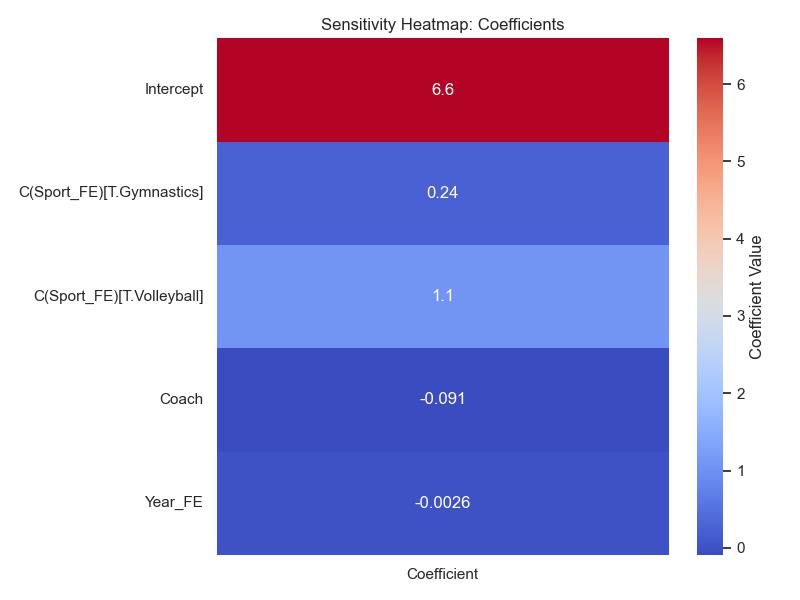 Sensitivity Heatmap: Coefficients
Intercept
6.6
C(Sport_FE)[T.Gymnastics]
0.24
C(Sport_FE)[T.Volleyball]
1.1
Coach
-0.091
Year_FE
-0.0026
Coefficient
6
5
4
3
2
1
0
Coefficient Value